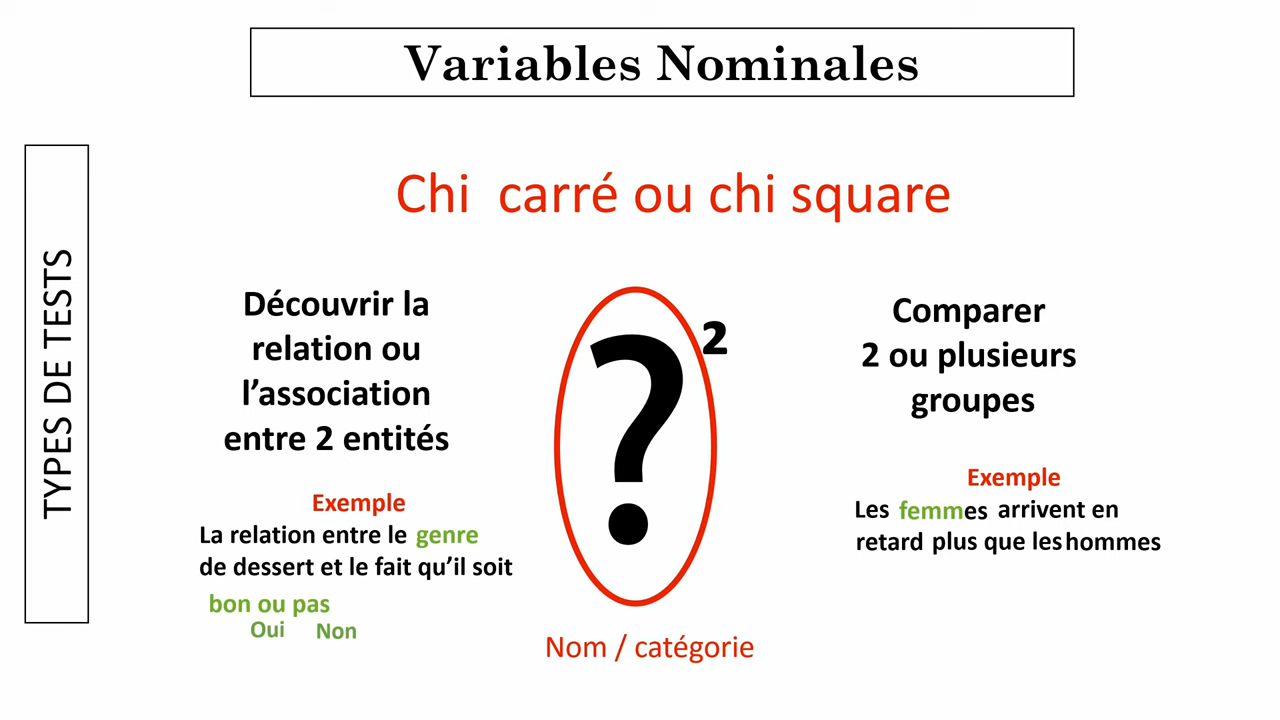 Variables Nominales
TYPES DE TESTS
Chi carré ou chi square
Découvrir la
relation ou
l’association
entre 2 entités
Exemple
La relation entre le genre
de dessert et le fait qu’il soit
bon ou pas
Oui Non
?2
Nom / catégorie
Comparer
2 ou plusieurs
groupes
Exemple
Les femmes arrivent en
retard plus que les hommes